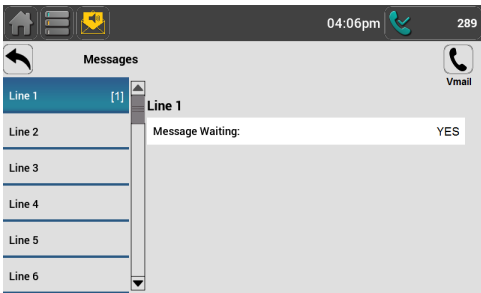 04:06pm 289
Messages
Vmail
Line 1 [1]
Line 2
Line 3
Line 4
Line 5
Line 6
Line 1
Message Waiting: YES